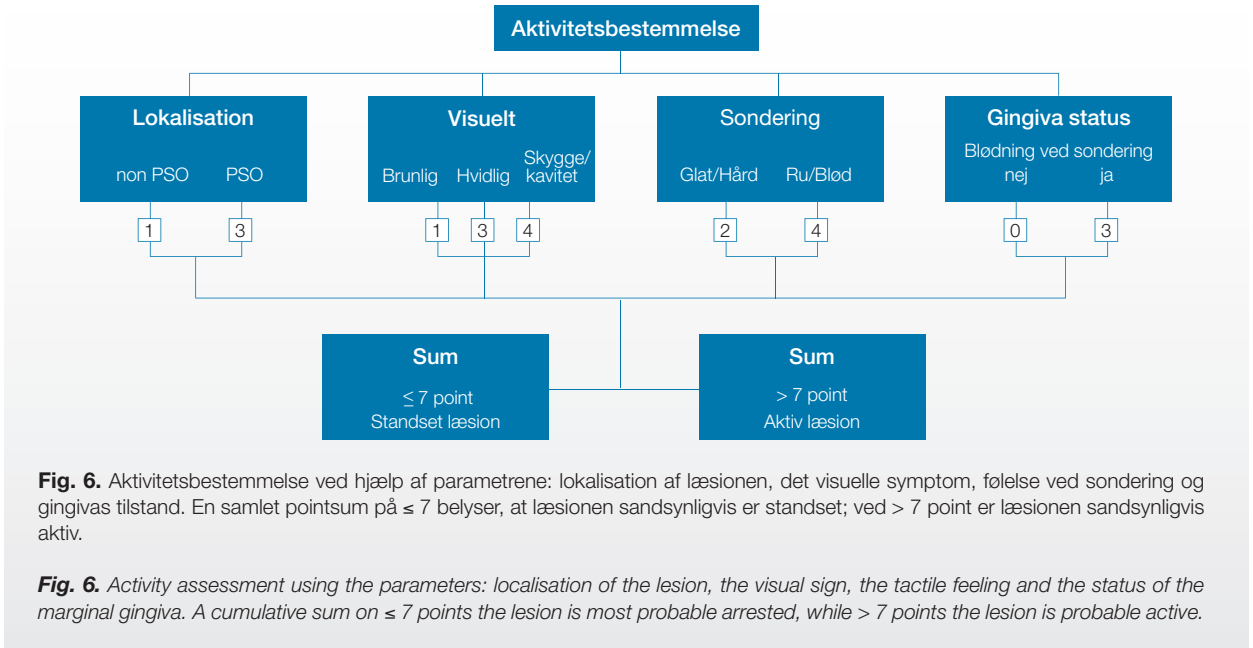 Aktivitetsbestemmelse
Lokalisation
non PSO PSO
1 3
Visuelt
Brunlig Hvidlig Skygge/
kavitet
1 3 4
Sondering
Glat/Hård Ru/Blød
2 4
Gingiva status
Blødning ved sondering
nej ja
0 3
Sum
≤ 7 point
Standset læsion
Sum
> 7 point
Aktiv læsion
Fig. 6. Aktivitetsbestemmelse ved hjælp af parametrene: lokalisation af læsionen, det visuelle symptom, følelse ved sondering og
gingivas tilstand. En samlet pointsum på ≤ 7 belyser, at læsionen sandsynligvis er standset; ved > 7 point er læsionen sandsynligvis
aktiv.
Fig. 6. Activity assessment using the parameters: localisation of the lesion, the visual sign, the tactile feeling and the status of the
marginal gingiva. A cumulative sum on ≤ 7 points the lesion is most probable arrested, while > 7 points the lesion is probable active.